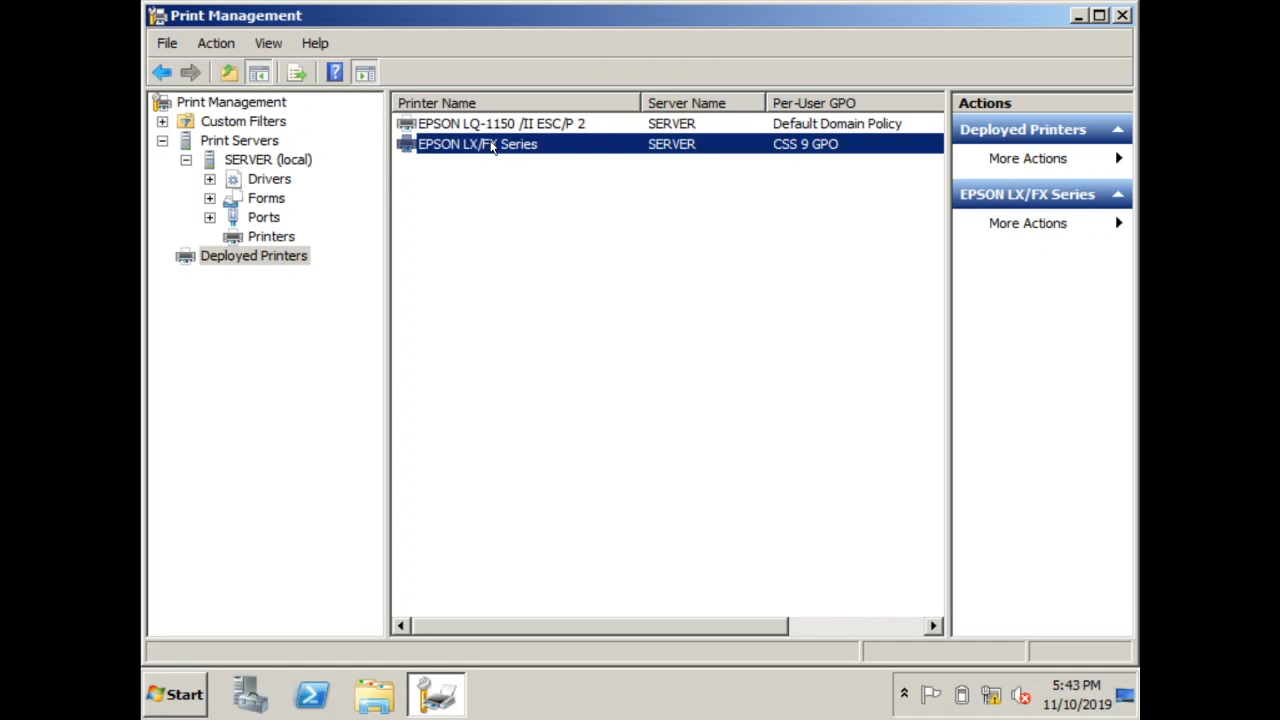 Print Management
File Action View Help
Print Management
Custom Filters
Print Servers
SERVER (local)
Drivers
Forms
Ports
Printers
Deployed Printers
Printer Name Server Name Per-User GPO
EPSON LQ-1150 /II ESC/P 2 SERVER Default Domain Policy
EPSON LX/FX Series SERVER CSS 9 GPO
Actions
Deployed Printers
More Actions
EPSON LX/FX Series
More Actions
Start
5:43 PM
11/10/2019